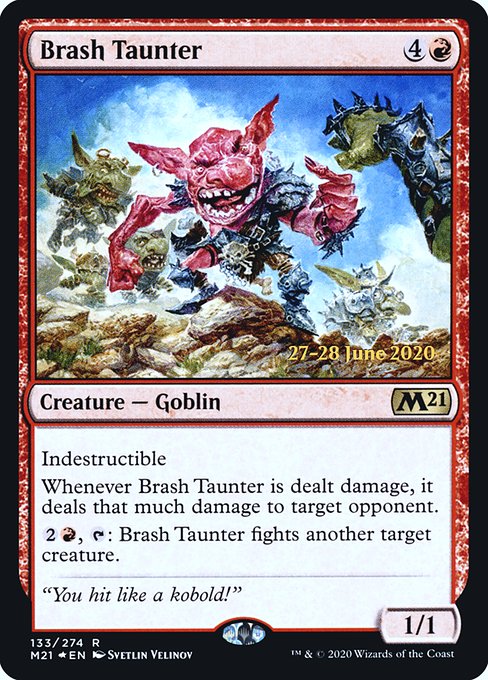 Brash Taunter 4
27-28 June 2020
Creature — Goblin M21
Indestructible
Whenever Brash Taunter is dealt damage, it
deals that much damage to target opponent.
2 , : Brash Taunter fights another target
creature.
“You hit like a kobold!”
1/1
133/274 R
M21 ★ EN Svetlin Velinov
™ & © 2020 Wizards of the Coast